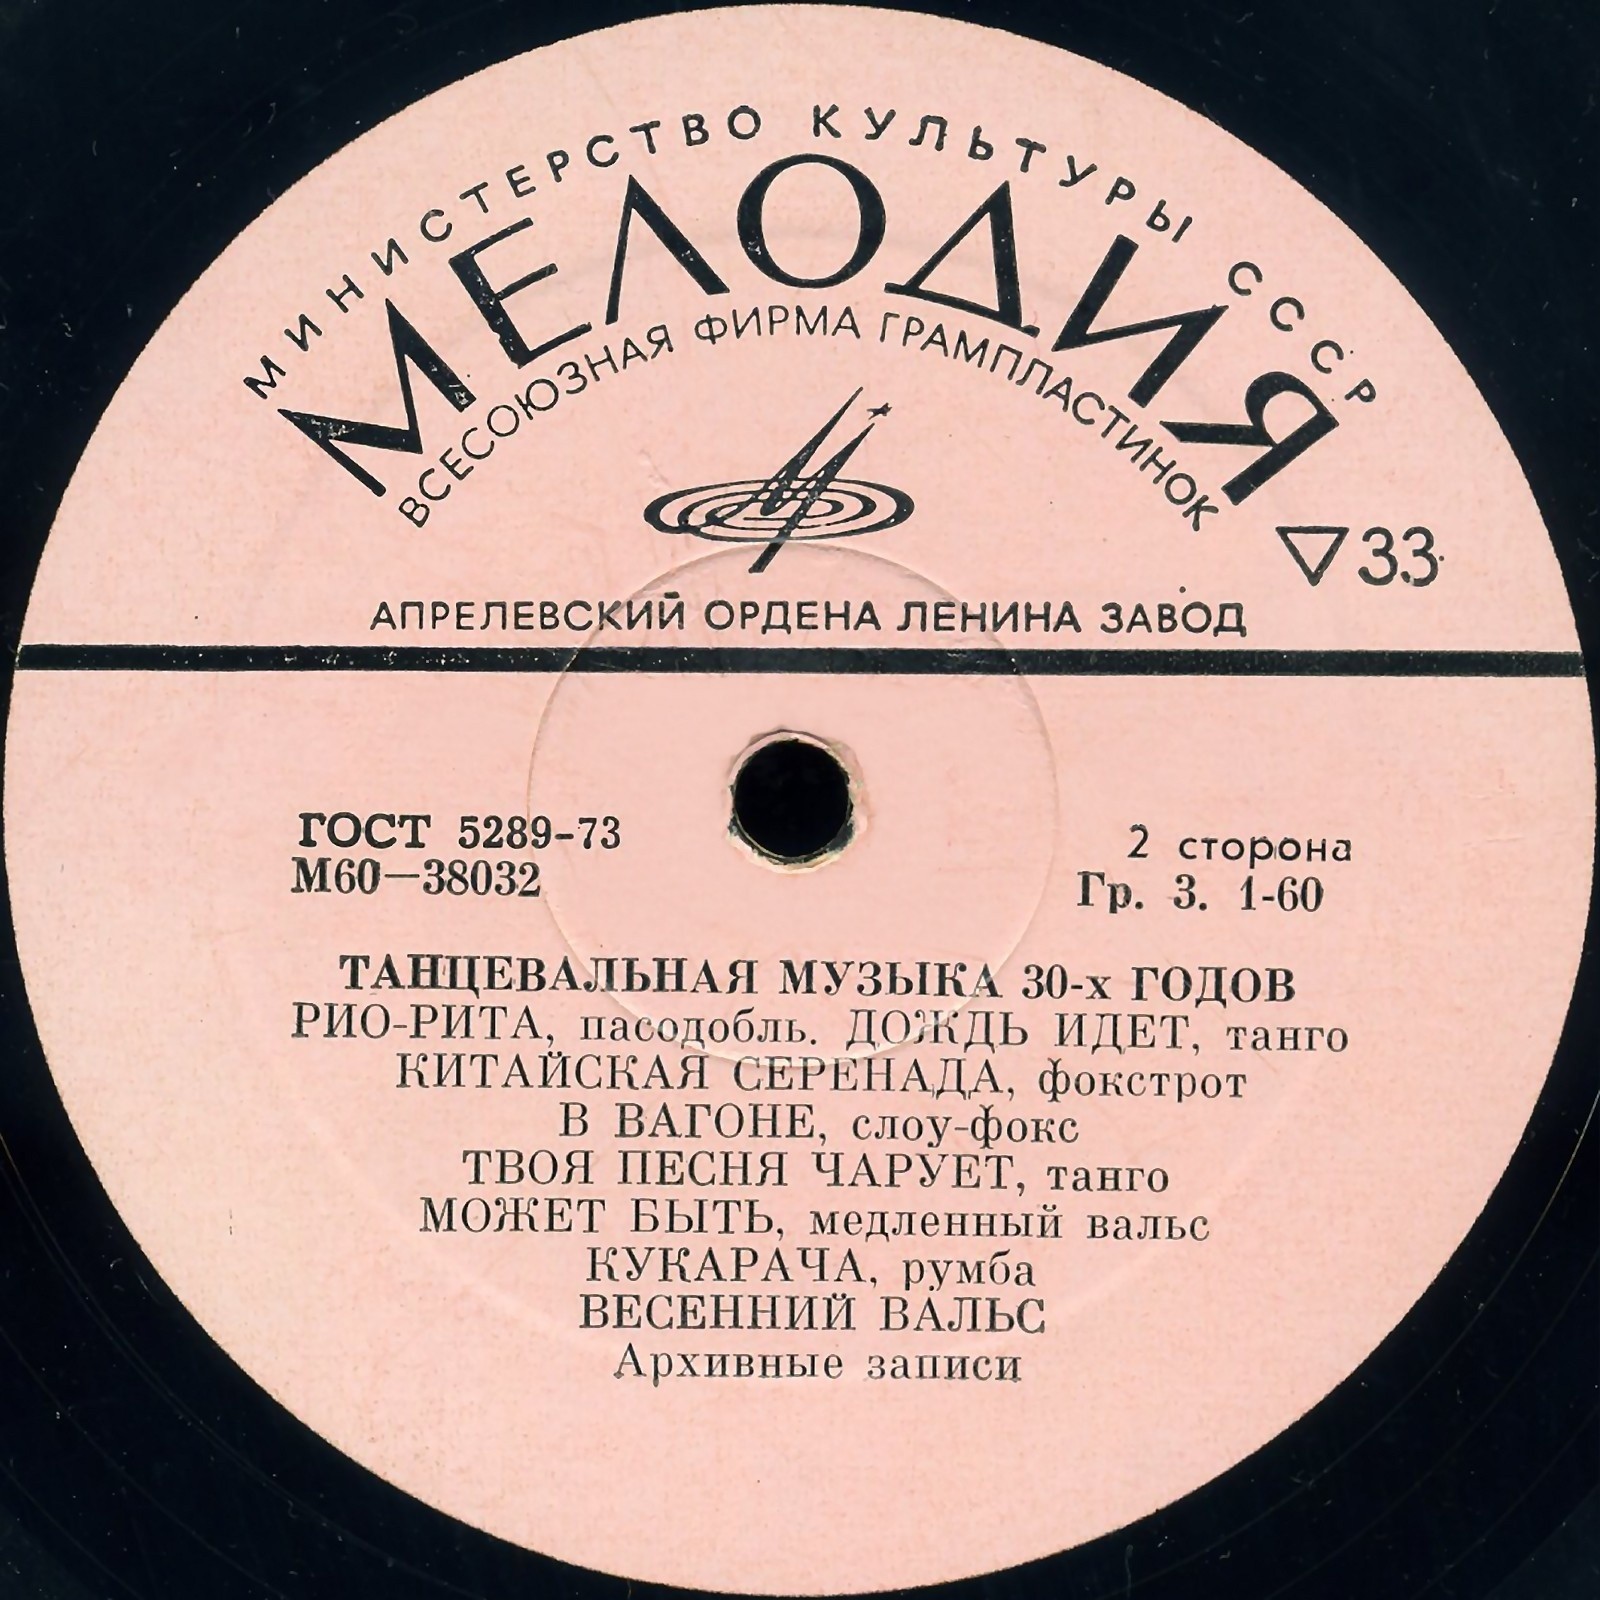 МИНИСТЕРСТВО КУЛЬТУРЫ СССР
МЕЛОДИЯ
ВСЕСОЮЗНАЯ ФИРМА ГРАМПЛАСТИНОК
33
АПРЕЛЕВСКИЙ ОРДЕНА ЛЕНИНА ЗАВОД
ГОСТ 5289-73
М60—38032
2 сторона
Гр. 3. 1-60
ТАНЦЕВАЛЬНАЯ МУЗЫКА 30-х ГОДОВ
РИО-РИТА, пасодобль. ДОЖДЬ ИДЕТ, танго
КИТАЙСКАЯ СЕРЕНАДА, фокстрот
В ВАГОНЕ, слоу-фокс
ТВОЯ ПЕСНЯ ЧАРУЕТ, танго
МОЖЕТ БЫТЬ, медленный вальс
КУКАРАЧА, румба
ВЕСЕННИЙ ВАЛЬС
Архивные записи